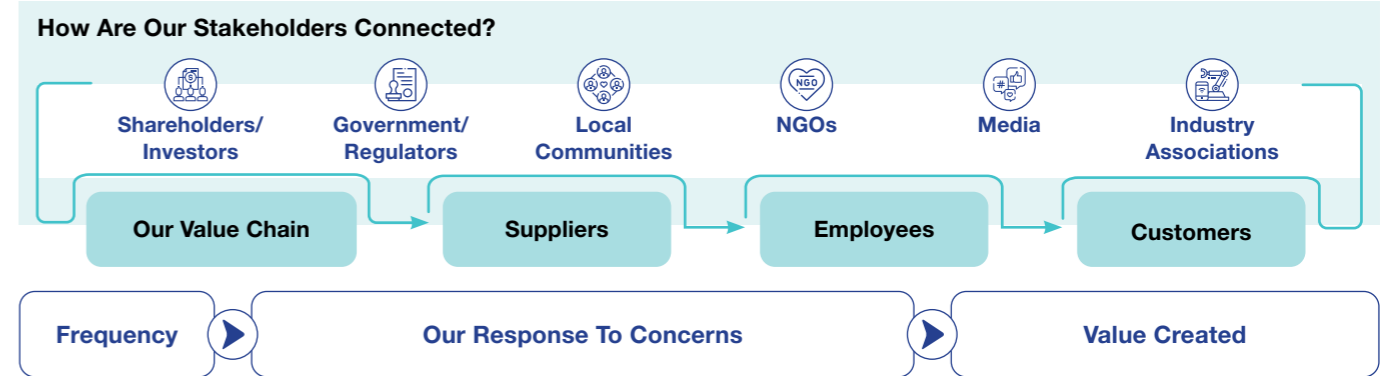 How Are Our Stakeholders Connected?
NGO
#
Shareholders/
Investors
Government/
Regulators
Local
Communities
NGOs
Media
Industry
Associations
Our Value Chain
Suppliers
Employees
Customers
Frequency
Our Response To Concerns
Value Created